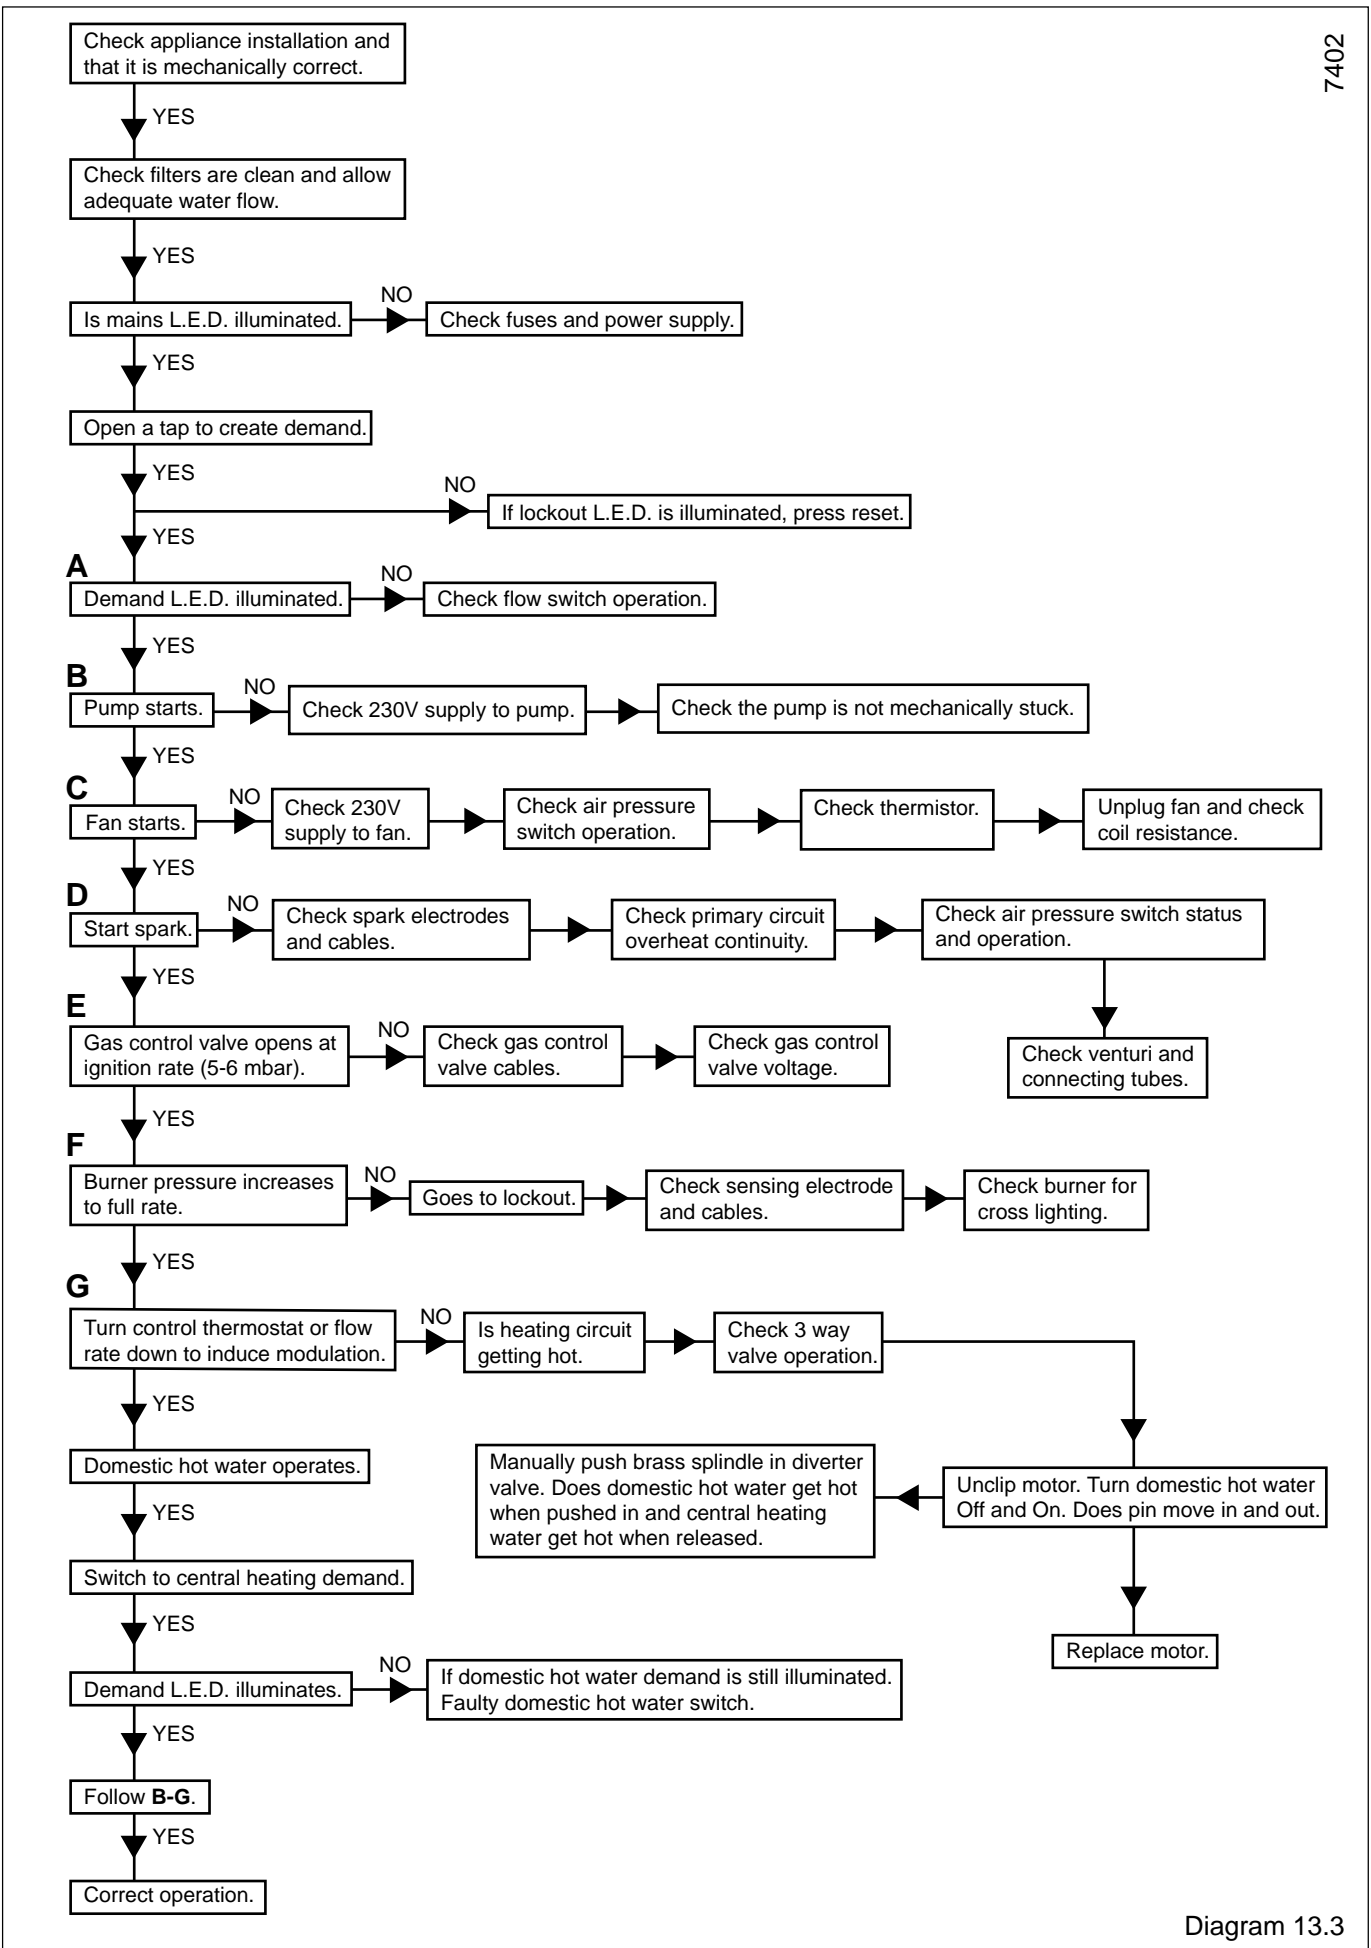 7402
Check appliance installation and
that it is mechanically correct.
YES
Check filters are clean and allow
adequate water flow.
YES
Is mains L.E.D. illuminated.
NO
Check fuses and power supply.
YES
Open a tap to create demand.
YES
NO
If lockout L.E.D. is illuminated, press reset.
YES
A
Demand L.E.D. illuminated.
NO
Check flow switch operation.
YES
B
Pump starts.
NO
Check 230V supply to pump.
Check the pump is not mechanically stuck.
YES
C
Fan starts.
NO
Check 230V
supply to fan.
Check air pressure
switch operation.
Check thermistor.
Unplug fan and check
coil resistance.
YES
D
Start spark.
NO
Check spark electrodes
and cables.
Check primary circuit
overheat continuity.
Check air pressure switch status
and operation.
Check venturi and
connecting tubes.
YES
E
Gas control valve opens at
ignition rate (5-6 mbar).
NO
Check gas control
valve cables.
Check gas control
valve voltage.
YES
F
Burner pressure increases
to full rate.
NO
Goes to lockout.
Check sensing electrode
and cables.
Check burner for
cross lighting.
YES
G
Turn control thermostat or flow
rate down to induce modulation.
NO
Is heating circuit
getting hot.
Check 3 way
valve operation.
Unclip motor. Turn domestic hot water
Off and On. Does pin move in and out.
Manually push brass splindle in diverter
valve. Does domestic hot water get hot
when pushed in and central heating
water get hot when released.
Replace motor.
YES
Domestic hot water operates.
YES
Switch to central heating demand.
YES
Demand L.E.D. illuminates.
NO
If domestic hot water demand is still illuminated.
Faulty domestic hot water switch.
YES
Follow B-G.
YES
Correct operation.
Diagram 13.3